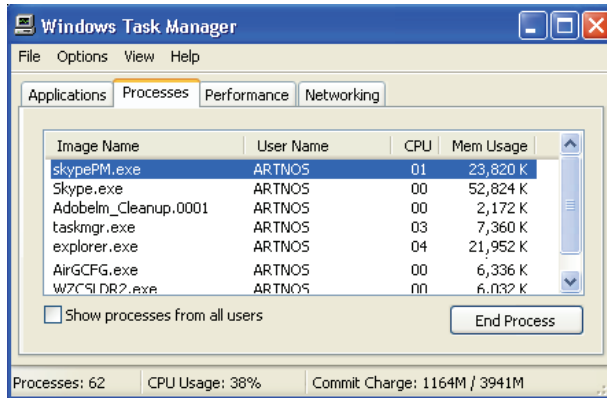 Windows Task Manager
File Options View Help
Applications Processes Performance Networking
Image Name User Name CPU Mem Usage
skypePM.exe ARTNOS 01 23,820 K
Skype.exe ARTNOS 00 52,824 K
AdobeIm_Cleanup.0001 ARTNOS 00 2,172 K
taskmgr.exe ARTNOS 03 7,360 K
explorer.exe ARTNOS 04 21,952 K
AirGCFG.exe ARTNOS 00 6,336 K
WZCSLDR2.exe ARTNOS 00 6,032 K
Show processes from all users End Process
Processes: 62 CPU Usage: 38% Commit Charge: 1164M / 3941M